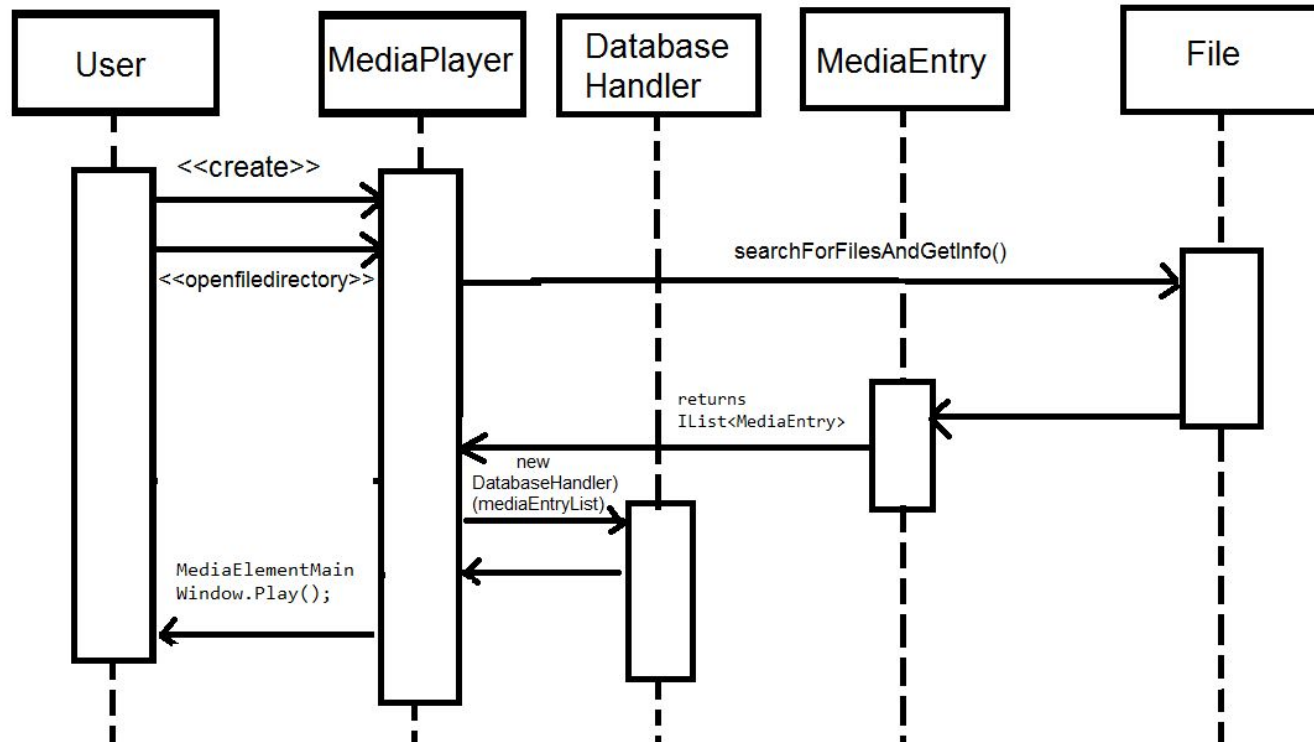 User
MediaPlayer
Database
Handler
MediaEntry
File
<<create>>
<<openfiledirectory>>
searchForFilesAndGetInfo()
returns
IList<MediaEntry>
new
DatabaseHandler)
(mediaEntryList)
MediaElementMain
Window.Play();